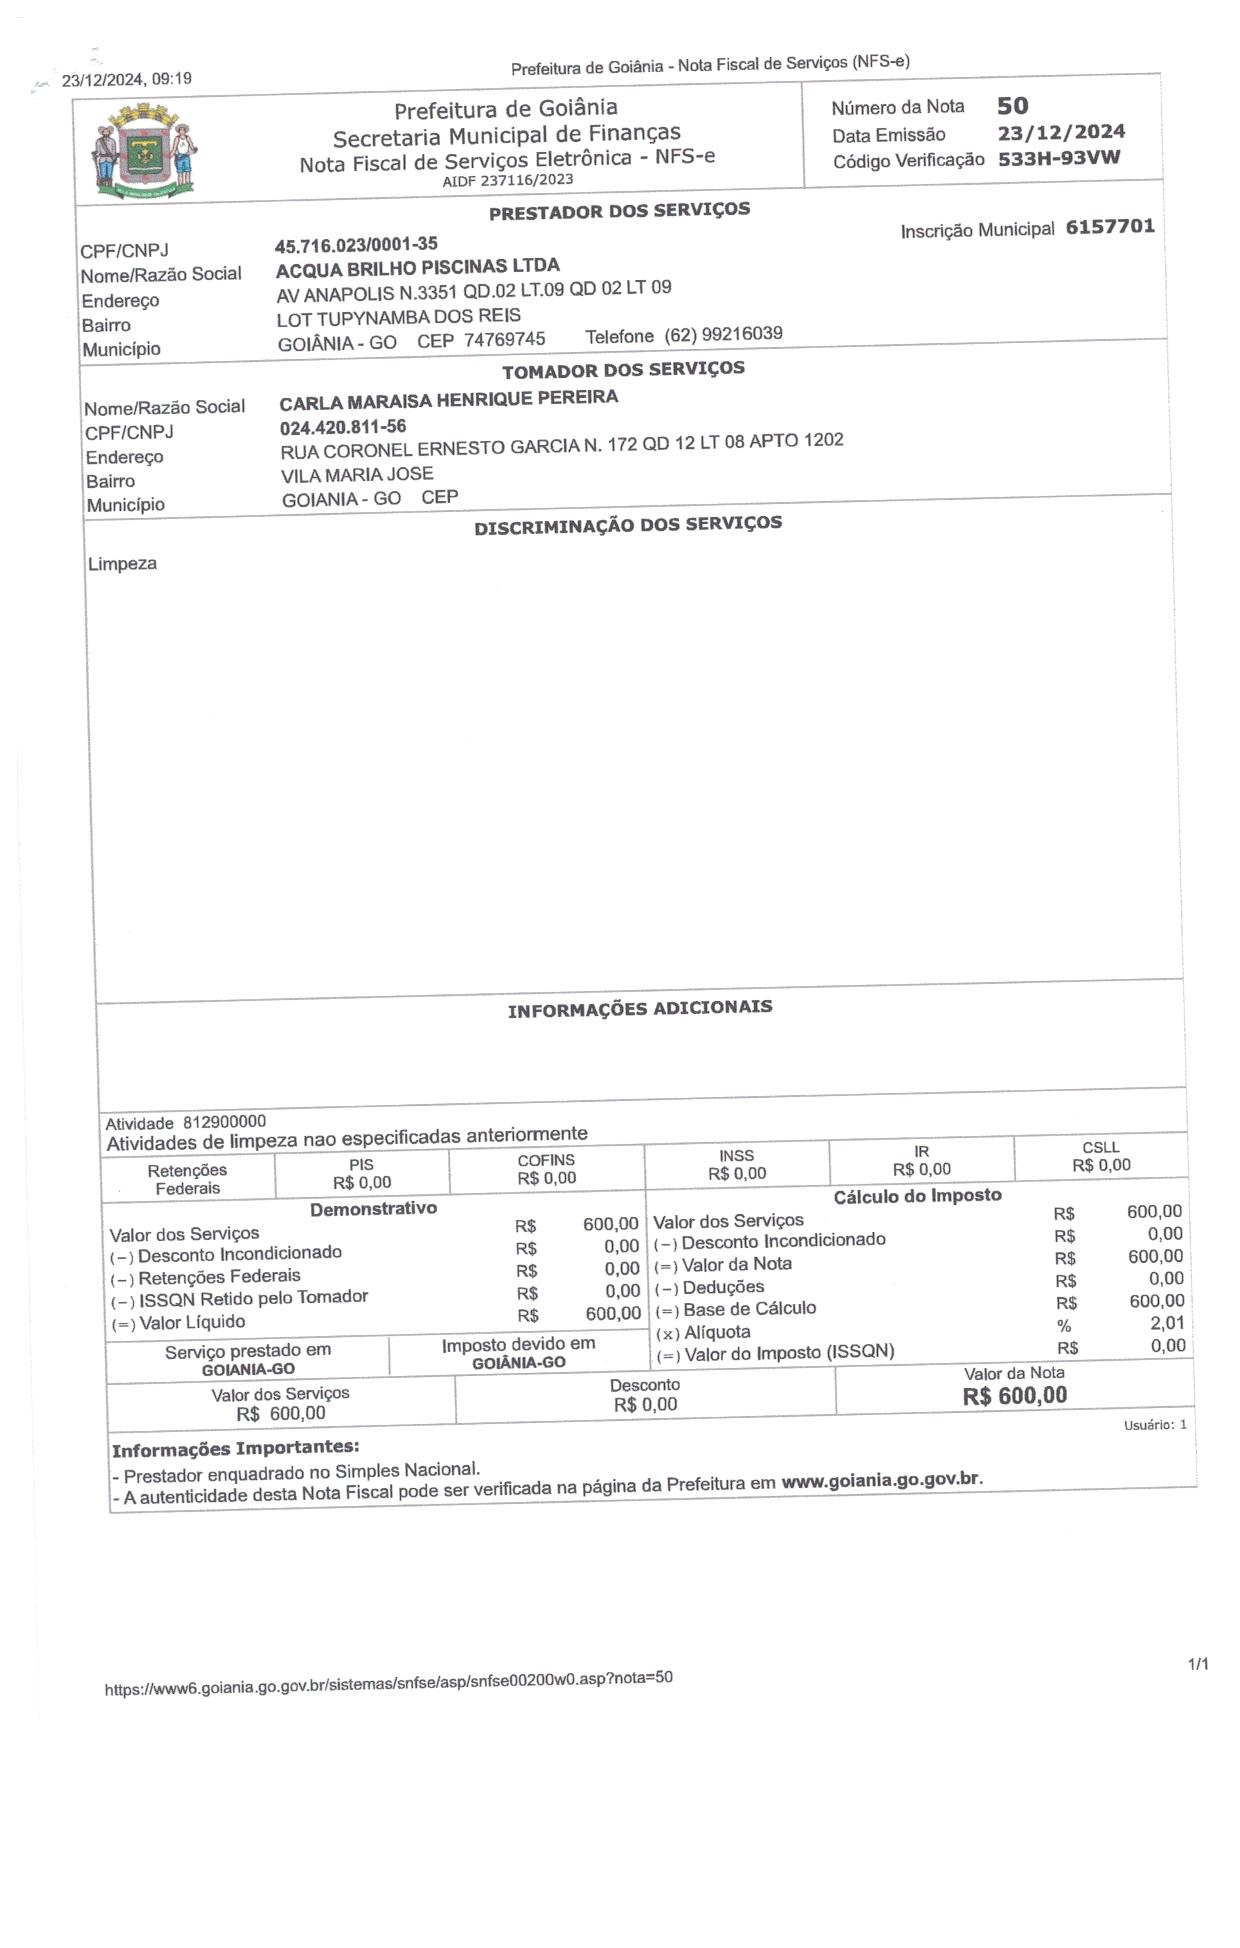 23/12/2024, 09:19
Prefeitura de Goiânia - Nota Fiscal de Serviços (NFS-e)
Prefeitura de Goiânia
Secretaria Municipal de Finanças
Nota Fiscal de Serviços Eletrônica - NFS-e
AIDF 237116/2023
Número da Nota 50
Data Emissão 23/12/2024
Código Verificação 533H-93VW
PRESTADOR DOS SERVIÇOS
CPF/CNPJ 45.716.023/0001-35 Inscrição Municipal 6157701
Nome/Razão Social ACQUA BRILHO PISCINAS LTDA
Endereço AV ANAPOLIS N.3351 QD.02 LT.09 QD 02 LT 09
Bairro LOT TUPYNAMBA DOS REIS
Município GOIÂNIA - GO CEP 74769745 Telefone (62) 99216039
TOMADOR DOS SERVIÇOS
Nome/Razão Social CARLA MARAISA HENRIQUE PEREIRA
CPF/CNPJ 024.420.811-56
Endereço RUA CORONEL ERNESTO GARCIA N. 172 QD 12 LT 08 APTO 1202
Bairro VILA MARIA JOSE
Município GOIANIA - GO CEP
DISCRIMINAÇÃO DOS SERVIÇOS
Limpeza
INFORMAÇÕES ADICIONAIS
Atividade 812900000
Atividades de limpeza nao especificadas anteriormente
Retenções Federais
PIS R$ 0,00
COFINS R$ 0,00
INSS R$ 0,00
IR R$ 0,00
CSLL R$ 0,00
Demonstrativo
Valor dos Serviços R$ 600,00
(−) Desconto Incondicionado R$ 0,00
(−) Retenções Federais R$ 0,00
(−) ISSQN Retido pelo Tomador R$ 0,00
(=) Valor Líquido R$ 600,00
Cálculo do Imposto
Valor dos Serviços R$ 600,00
(−) Desconto Incondicionado R$ 0,00
(=) Valor da Nota R$ 600,00
(−) Deduções R$ 0,00
(=) Base de Cálculo R$ 600,00
(x) Alíquota % 2,01
(=) Valor do Imposto (ISSQN) R$ 0,00
Serviço prestado em
GOIANIA-GO
Imposto devido em
GOIÂNIA-GO
Valor dos Serviços
R$ 600,00
Desconto
R$ 0,00
Valor da Nota
R$ 600,00
Usuário: 1
Informações Importantes:
- Prestador enquadrado no Simples Nacional.
- A autenticidade desta Nota Fiscal pode ser verificada na página da Prefeitura em www.goiania.go.gov.br.
https://www6.goiania.go.gov.br/sistemas/snfse/asp/snfse00200w0.asp?nota=50
1/1